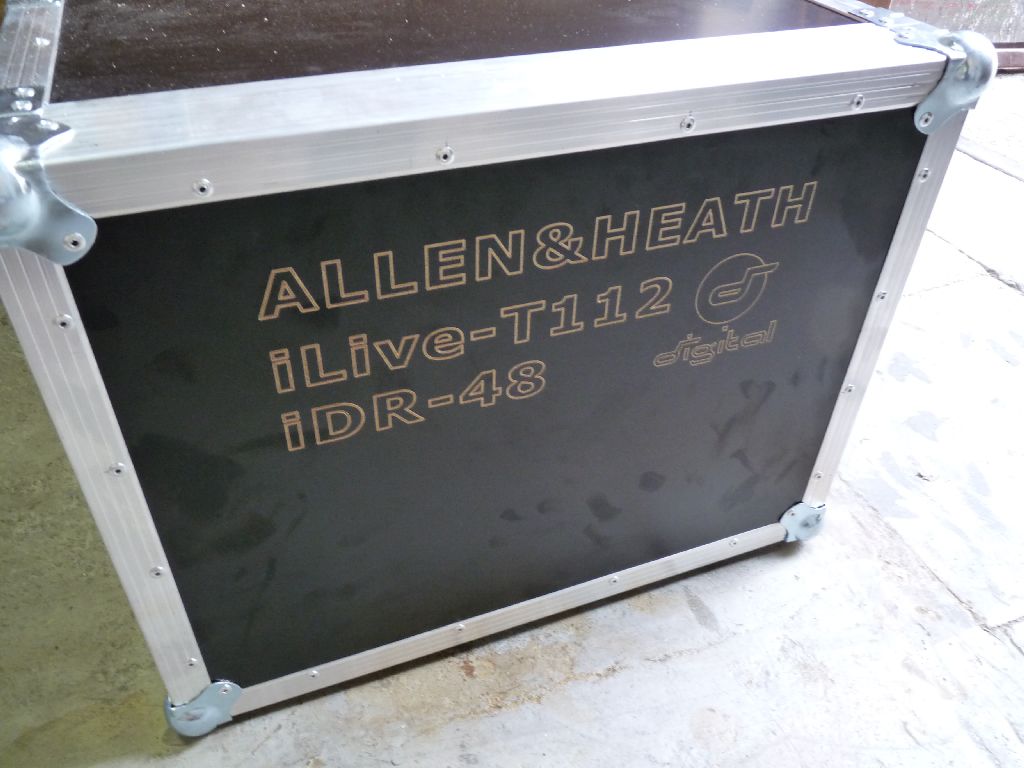 ALLEN&HEATH
iLive-T112
digital
iDR-48